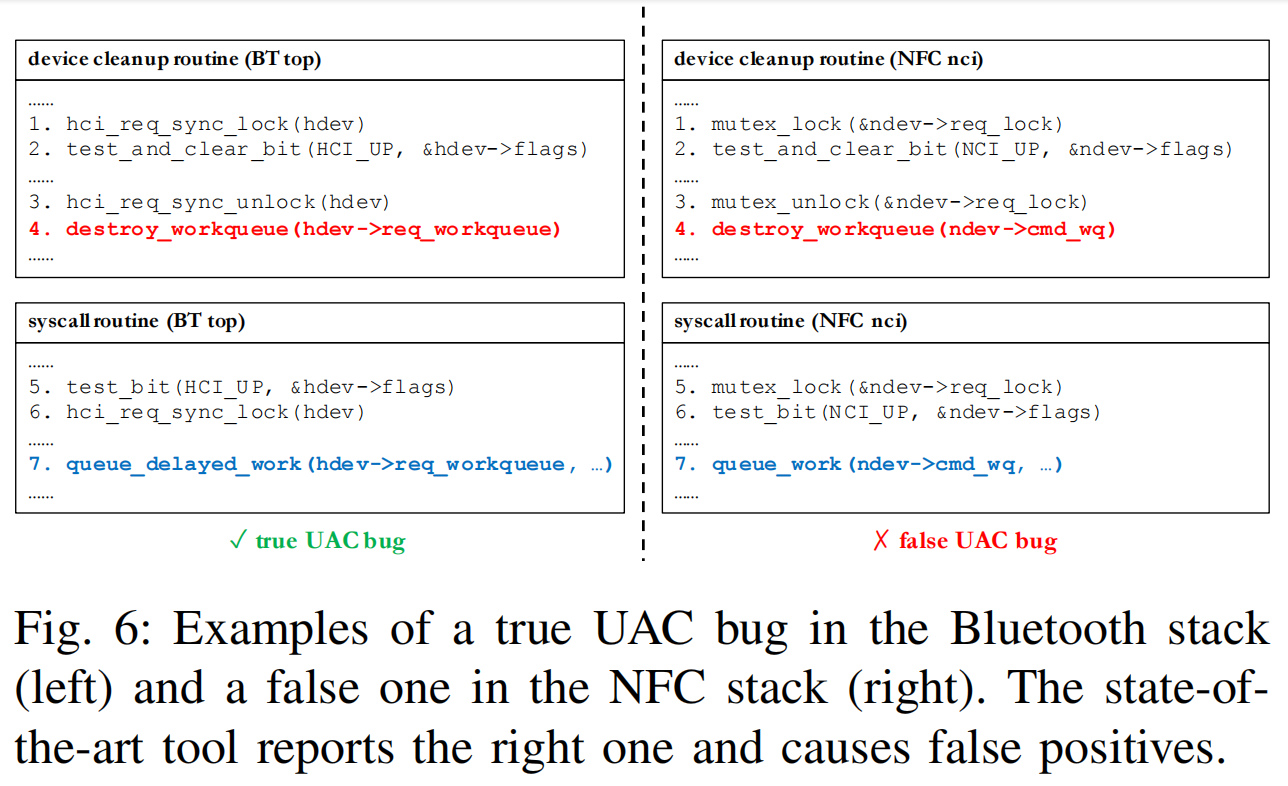 device cleanup routine (BT top)
......
1. hci_req_sync_lock(hdev)
2. test_and_clear_bit(HCI_UP, &hdev->flags)
......
3. hci_req_sync_unlock(hdev)
4. destroy_workqueue(hdev->req_workqueue)
......
syscall routine (BT top)
......
5. test_bit(HCI_UP, &hdev->flags)
6. hci_req_sync_lock(hdev)
......
7. queue_delayed_work(hdev->req_workqueue, …)
......
✓ true UAC bug
device cleanup routine (NFC nci)
......
1. mutex_lock(&ndev->req_lock)
2. test_and_clear_bit(NCI_UP, &ndev->flags)
......
3. mutex_unlock(&ndev->req_lock)
4. destroy_workqueue(ndev->cmd_wq)
......
syscall routine (NFC nci)
......
5. mutex_lock(&ndev->req_lock)
6. test_bit(NCI_UP, &ndev->flags)
......
7. queue_work(ndev->cmd_wq, …)
......
✗ false UAC bug
Fig. 6: Examples of a true UAC bug in the Bluetooth stack
(left) and a false one in the NFC stack (right). The state-of-
the-art tool reports the right one and causes false positives.